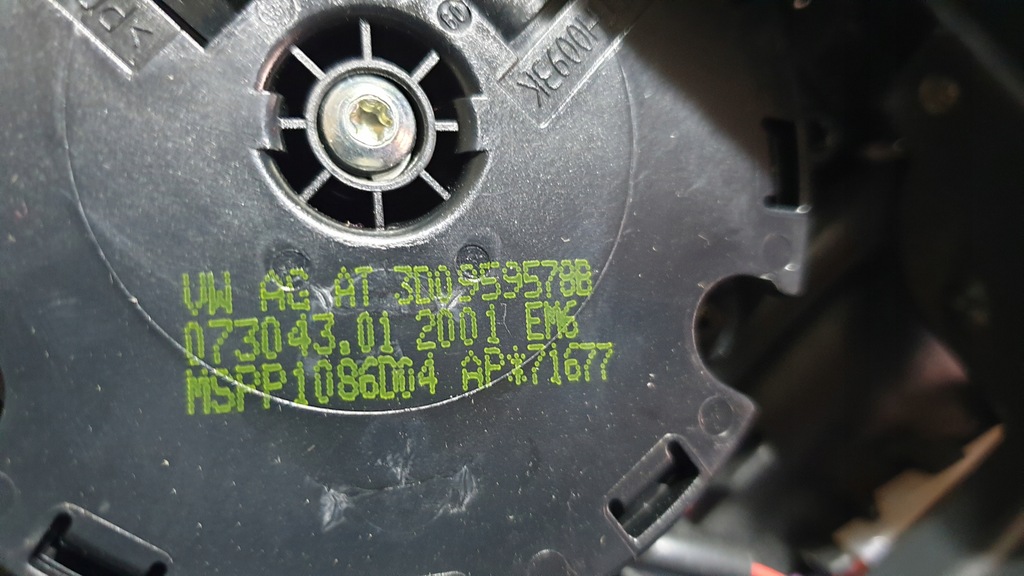 VW AG AT 3D0959578B
073043.01 2001 EM6
MSPP1086D04 AP*71677